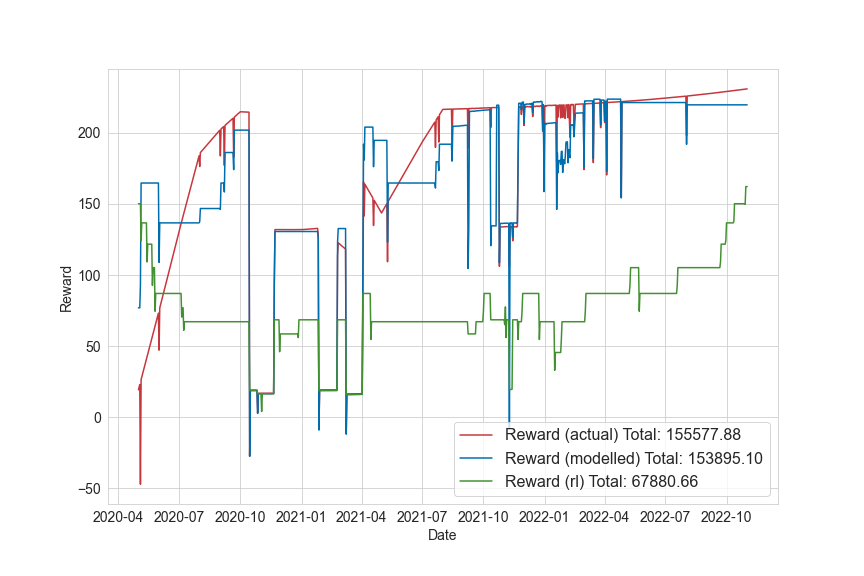 200
150
100
50
0
−50
Reward
Reward (actual) Total: 155577.88
Reward (modelled) Total: 153895.10
Reward (rl) Total: 67880.66
2020-04 2020-07 2020-10 2021-01 2021-04 2021-07 2021-10 2022-01 2022-04 2022-07 2022-10
Date